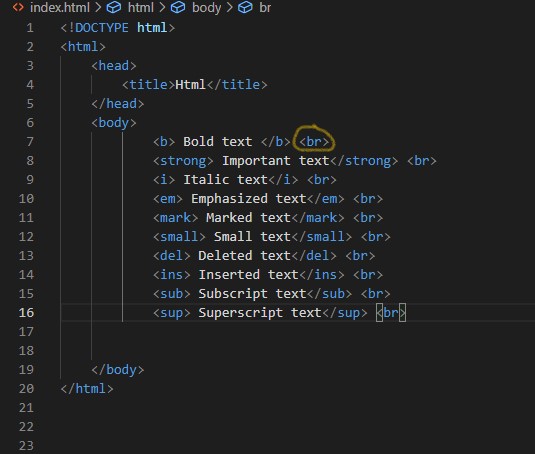 index.html > html > body > br
1 <!DOCTYPE html>
2 <html>
3 <head>
4 <title>Html</title>
5 </head>
6 <body>
7 <b> Bold text </b> <br>
8 <strong> Important text</strong> <br>
9 <i> Italic text</i> <br>
10 <em> Emphasized text</em> <br>
11 <mark> Marked text</mark> <br>
12 <small> Small text</small> <br>
13 <del> Deleted text</del> <br>
14 <ins> Inserted text</ins> <br>
15 <sub> Subscript text</sub> <br>
16 <sup> Superscript text</sup> <br>
17
18
19 </body>
20 </html>
21
22
23